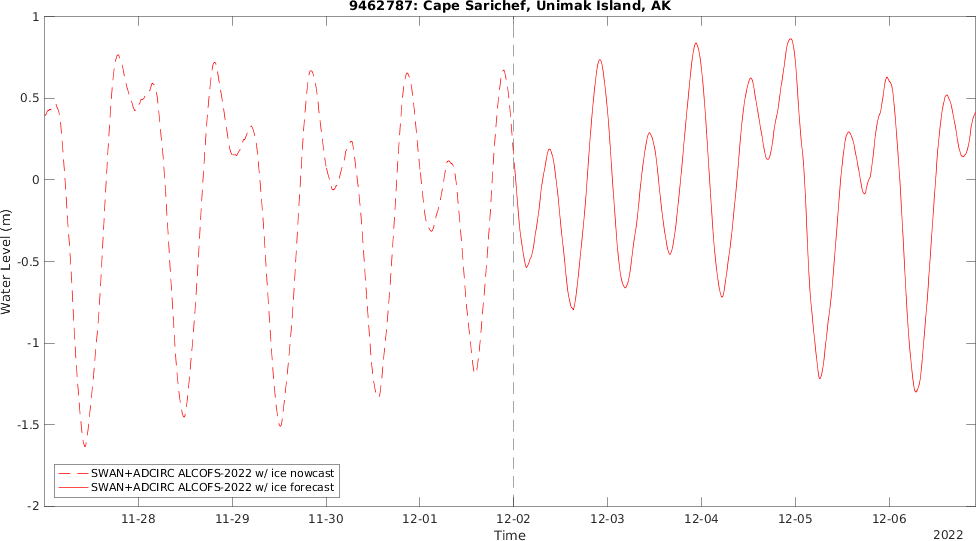 9462787: Cape Sarichef, Unimak Island, AK
1
0.5
0
-0.5
-1
-1.5
-2
Water Level (m)
SWAN+ADCIRC ALCOFS-2022 w/ ice nowcast
SWAN+ADCIRC ALCOFS-2022 w/ ice forecast
11-28 11-29 11-30 12-01 12-02 12-03 12-04 12-05 12-06
Time
2022